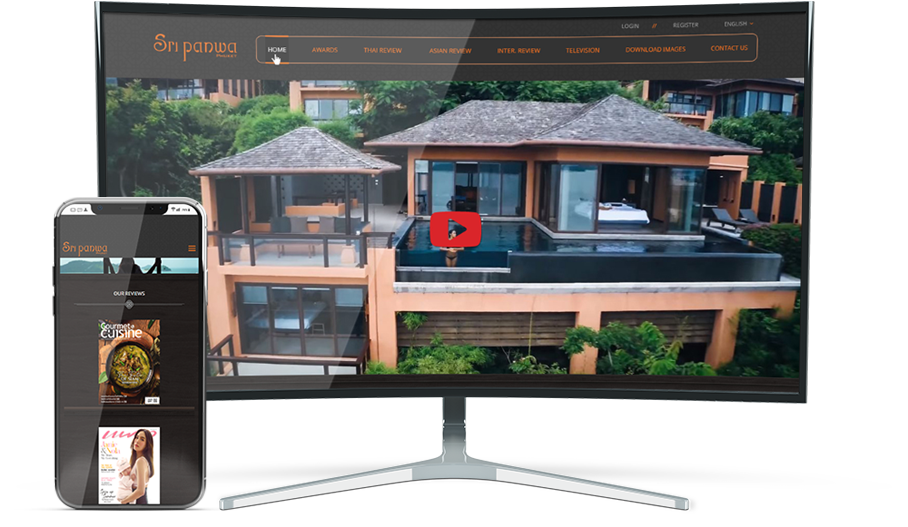 LOGIN // REGISTER ENGLISH
Sri panwa
PHUKET
HOME AWARDS THAI REVIEW ASIAN REVIEW INTER. REVIEW TELEVISION DOWNLOAD IMAGES CONTACT US
Sri panwa
OUR REVIEWS
Gourmet &
CUISINE